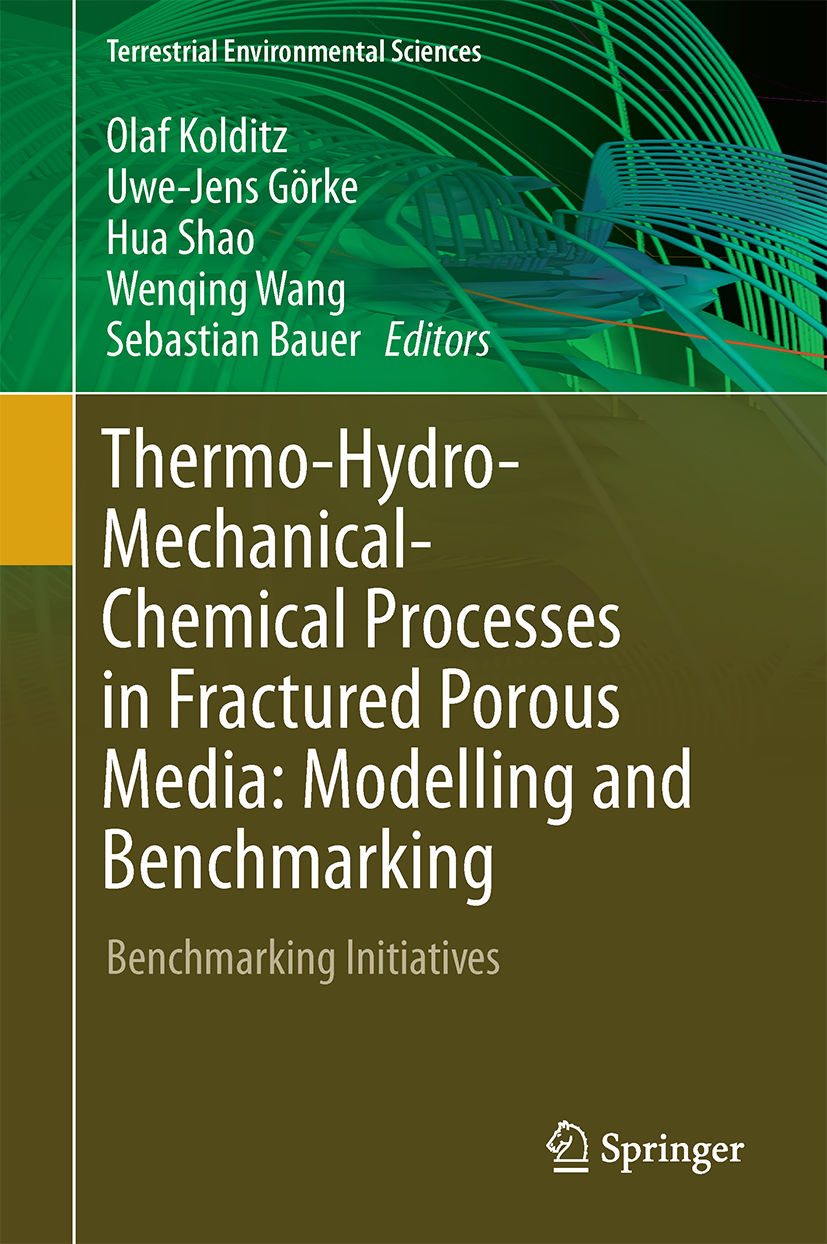 Terrestrial Environmental Sciences
Olaf Kolditz
Uwe-Jens Görke
Hua Shao
Wenqing Wang
Sebastian Bauer Editors
Thermo-Hydro-
Mechanical-
Chemical Processes
in Fractured Porous
Media: Modelling and
Benchmarking
Benchmarking Initiatives
Springer